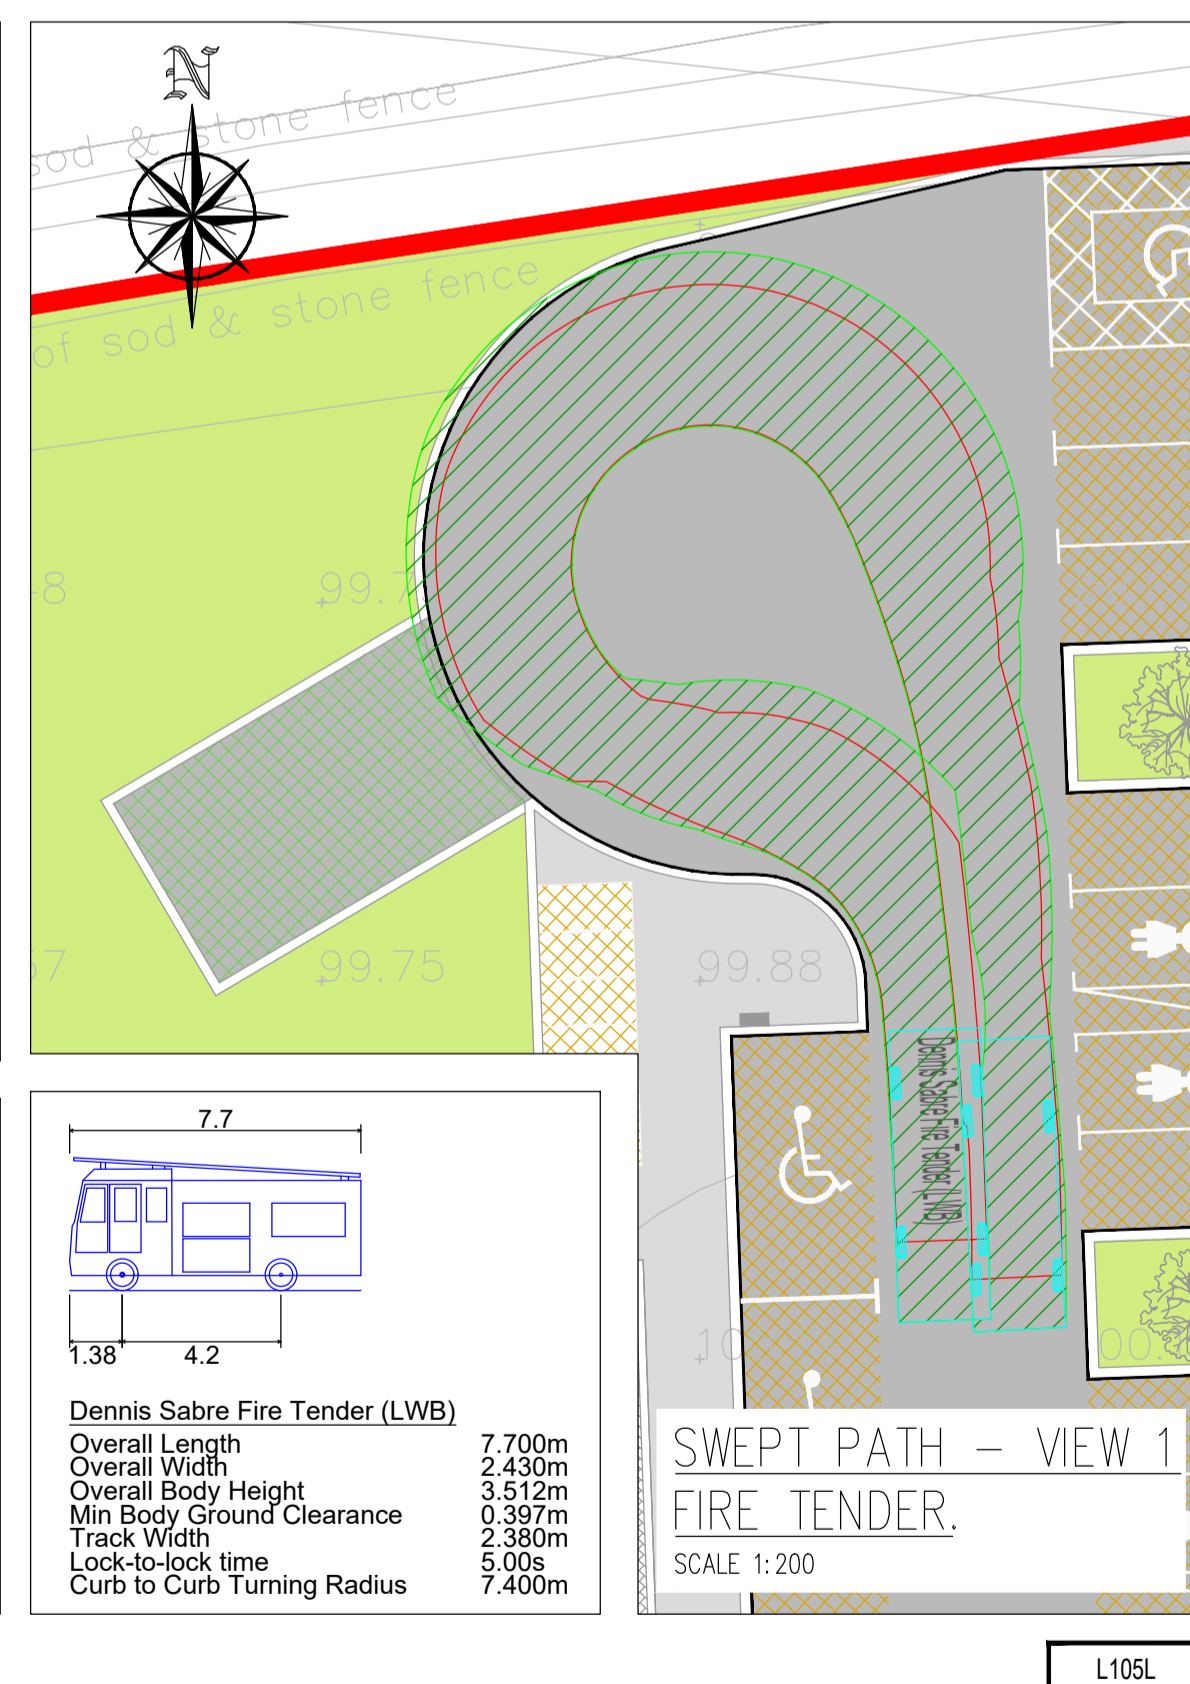 N
sod & stone fence
of sod & stone fence
99.7
99.75
99.88
Dennis Sabre Fire Tender (LWB)
7.7
1.38
4.2
Dennis Sabre Fire Tender (LWB)
Overall Length 7.700m
Overall Width 2.430m
Overall Body Height 3.512m
Min Body Ground Clearance 0.397m
Track Width 2.380m
Lock-to-lock time 5.00s
Curb to Curb Turning Radius 7.400m
SWEPT PATH - VIEW 1
FIRE TENDER.
SCALE 1:200
L105L